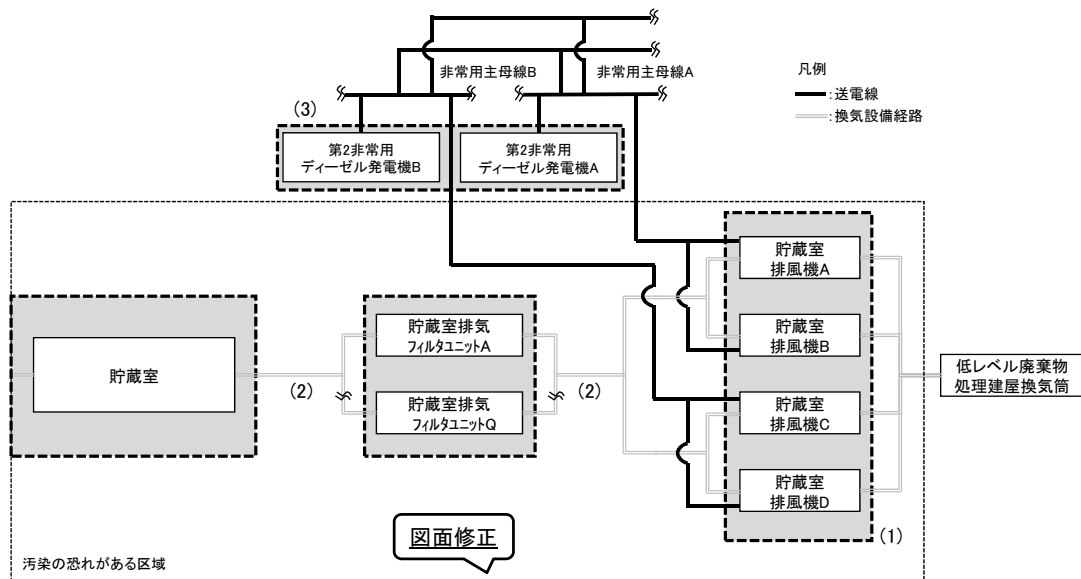 非常用主母線B
非常用主母線A
凡例
:送電線
:換気設備経路
(3)
第2非常用
ディーゼル発電機B
第2非常用
ディーゼル発電機A
貯蔵室
排風機A
貯蔵室
排風機B
貯蔵室
排風機C
貯蔵室
排風機D
(1)
貯蔵室
(2)
貯蔵室排気
フィルタユニットA
貯蔵室排気
フィルタユニットQ
(2)
低レベル廃棄物
処理建屋換気筒
図面修正
汚染の恐れがある区域